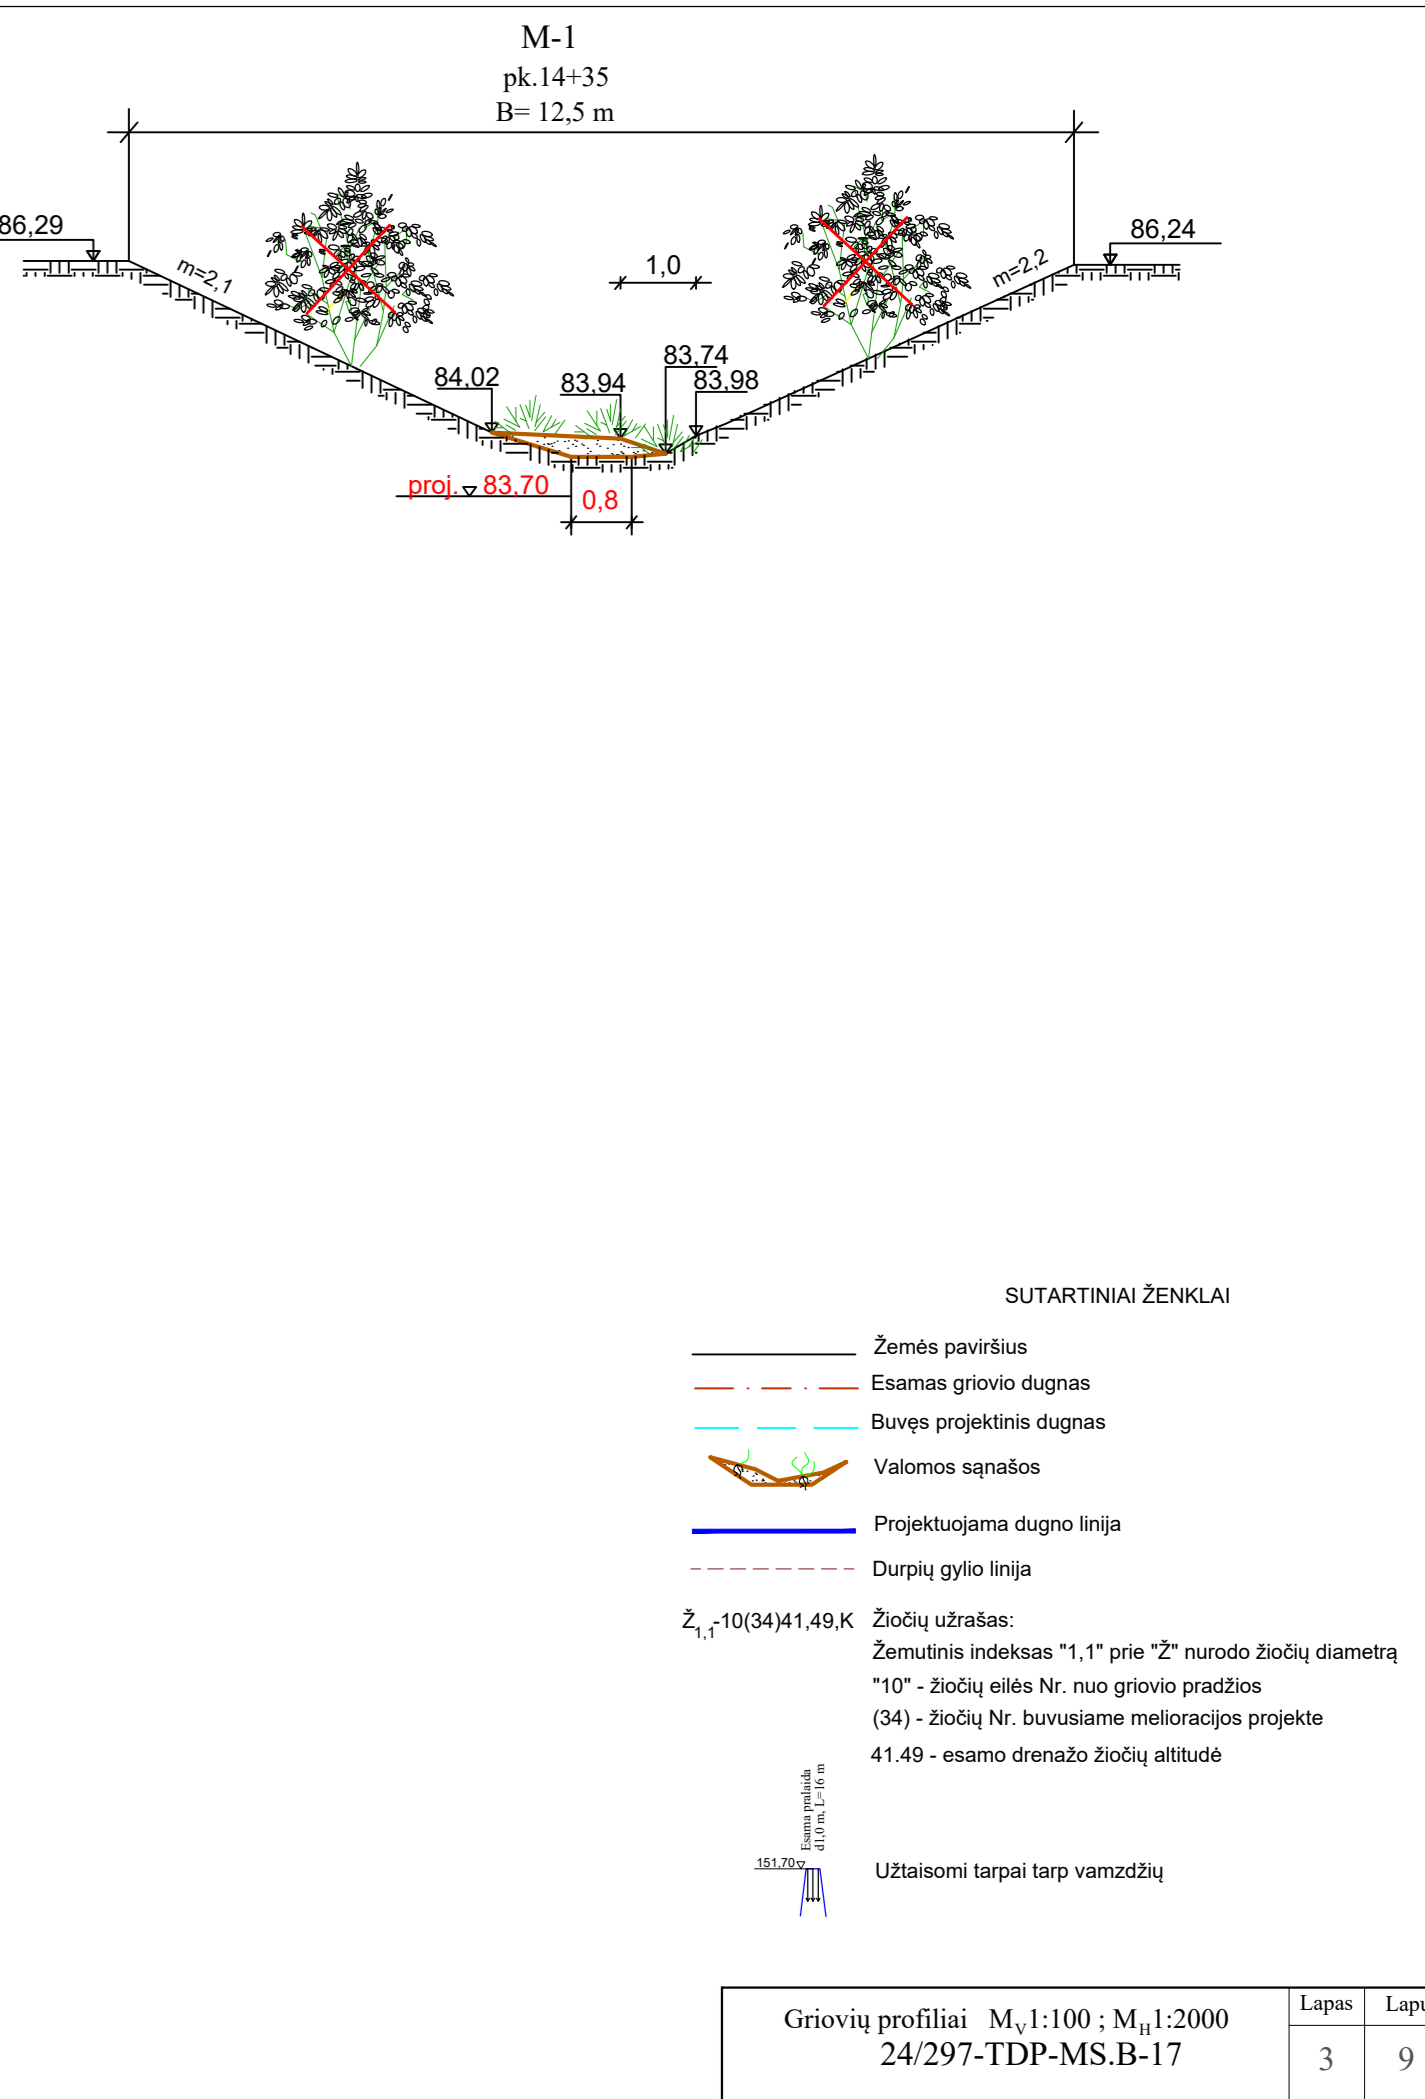 M-1
pk.14+35
B= 12,5 m
86,29
86,24
m=2,1
1,0
m=2,2
84,02
83,94
83,74
83,98
proj. 83,70
0,8
SUTARTINIAI ŽENKLAI
Žemės paviršius
Esamas griovio dugnas
Buvęs projektinis dugnas
Valomos sąnašos
Projektuojama dugno linija
Durpių gylio linija
Ž1,1-10(34)41,49,K Žiočių užrašas:
Žemutinis indeksas "1,1" prie "Ž" nurodo žiočių diametrą
"10" - žiočių eilės Nr. nuo griovio pradžios
(34) - žiočių Nr. buvusiame melioracijos projekte
41.49 - esamo drenažo žiočių altitudė
Esama pralaida
d1,0 m, L=16 m
151,70
Užtaisomi tarpai tarp vamzdžių
Griovių profiliai MV1:100 ; MH1:2000
24/297-TDP-MS.B-17
Lapas
3
9